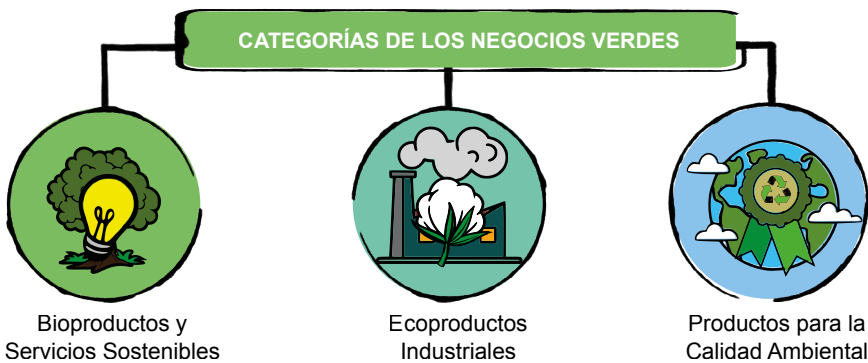 CATEGORÍAS DE LOS NEGOCIOS VERDES
Bioproductos y
Servicios Sostenibles
Ecoproductos
Industriales
Productos para la
Calidad Ambiental